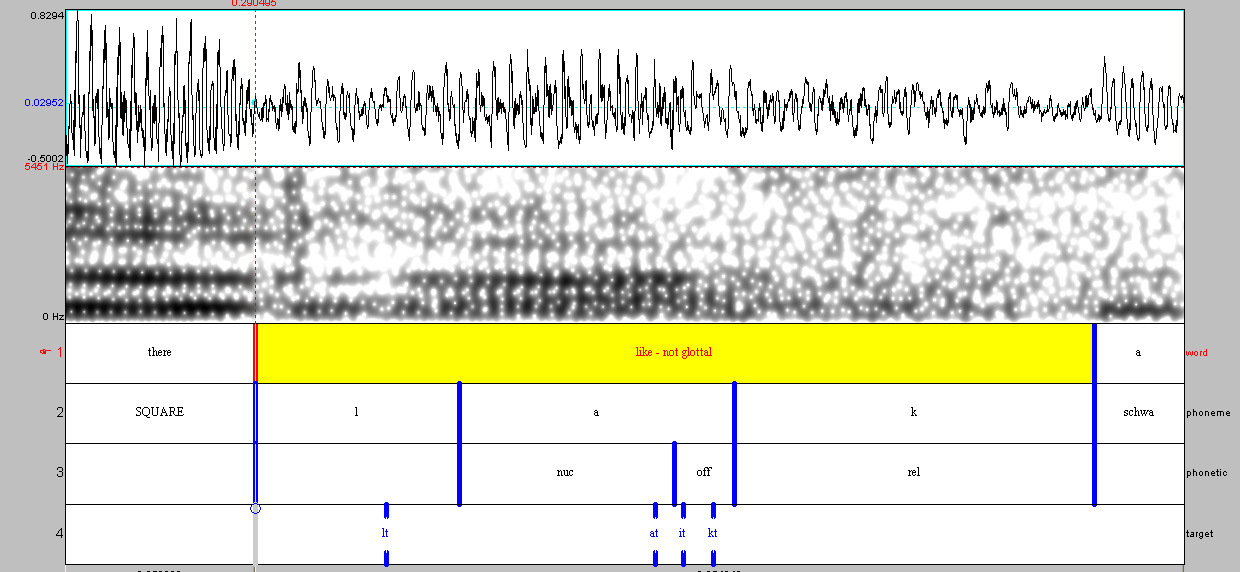 0.290495
0.8294
0.02952
-0.5002
5451 Hz
0 Hz
1 there like - not glottal a word
2 SQUARE l a k schwa phoneme
3 nuc off rel phonetic
4 lt at it kt target